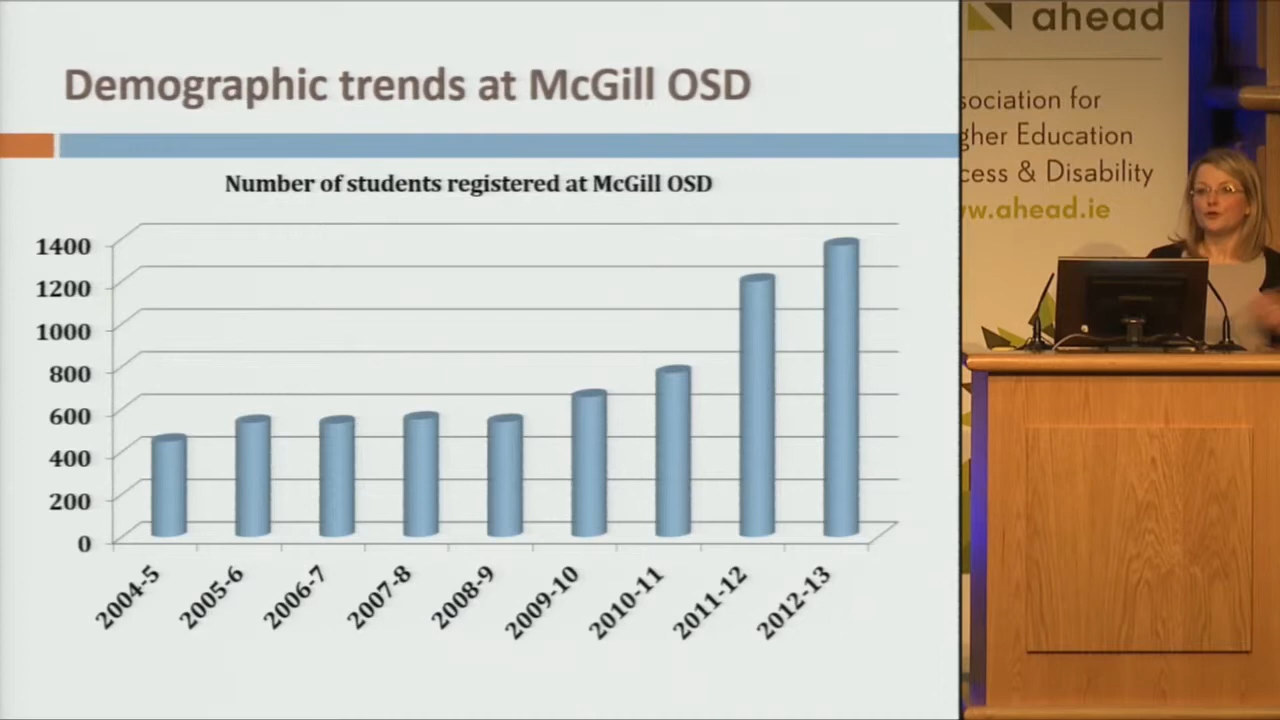 Demographic trends at McGill OSD
Number of students registered at McGill OSD
1400
1200
1000
800
600
400
200
0
2004-5
2005-6
2006-7
2007-8
2008-9
2009-10
2010-11
2011-12
2012-13
ahead
sociation for
gher Education
cess & Disability
w.ahead.ie